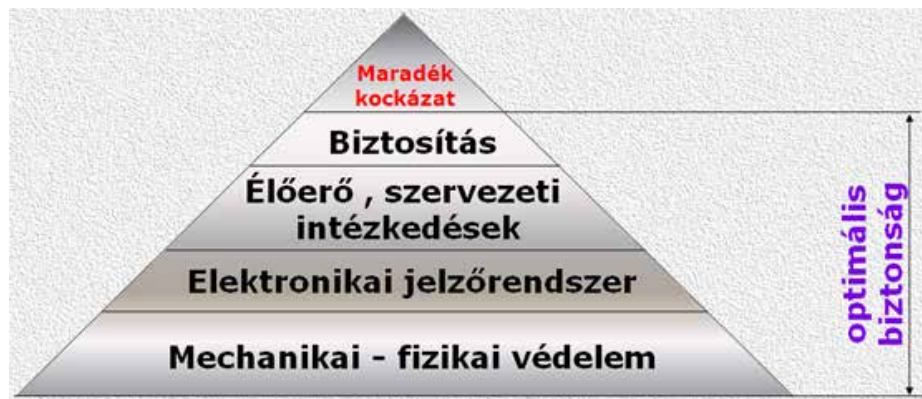 Maradék
kockázat
Biztosítás
Élőerő , szervezeti
intézkedések
Elektronikai jelzőrendszer
Mechanikai - fizikai védelem
optimális
biztonság